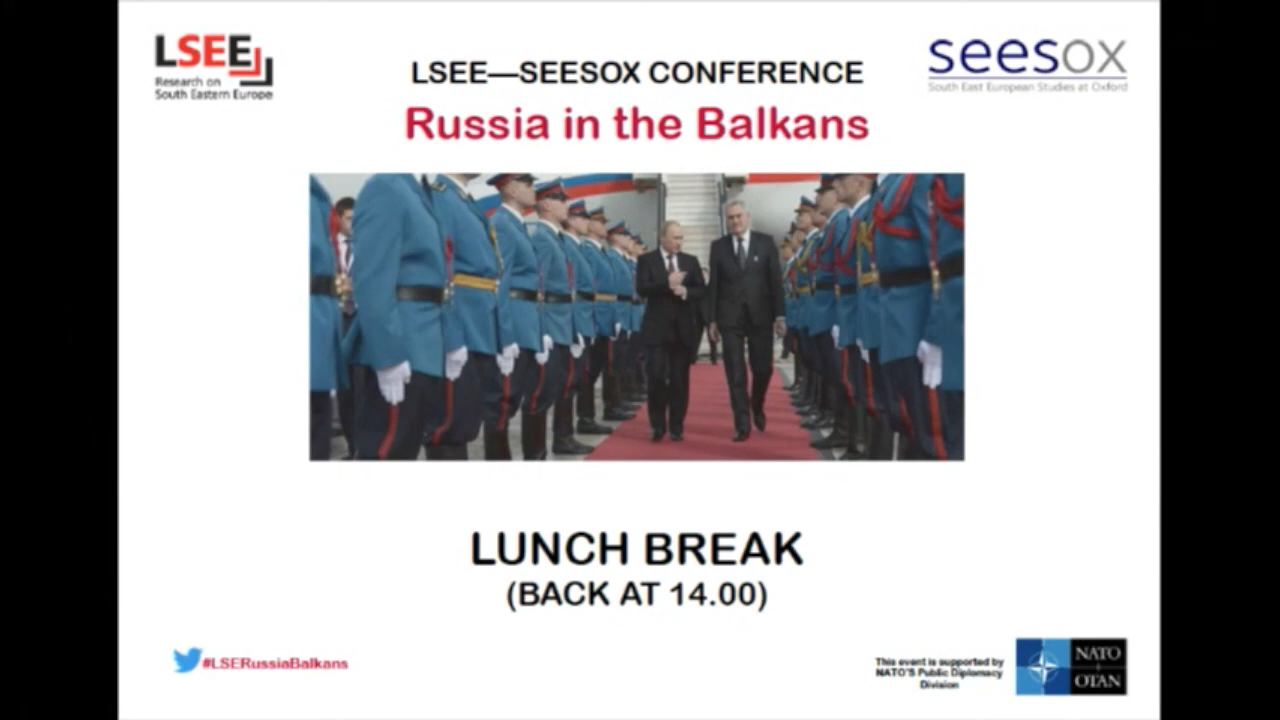 LSEE
Research on
South Eastern Europe
LSEE—SEESOX CONFERENCE
Russia in the Balkans
seesox
South East European Studies at Oxford
LUNCH BREAK
(BACK AT 14.00)
#LSERussiaBalkans
This event is supported by
NATO'S Public Diplomacy
Division
NATO
OTAN